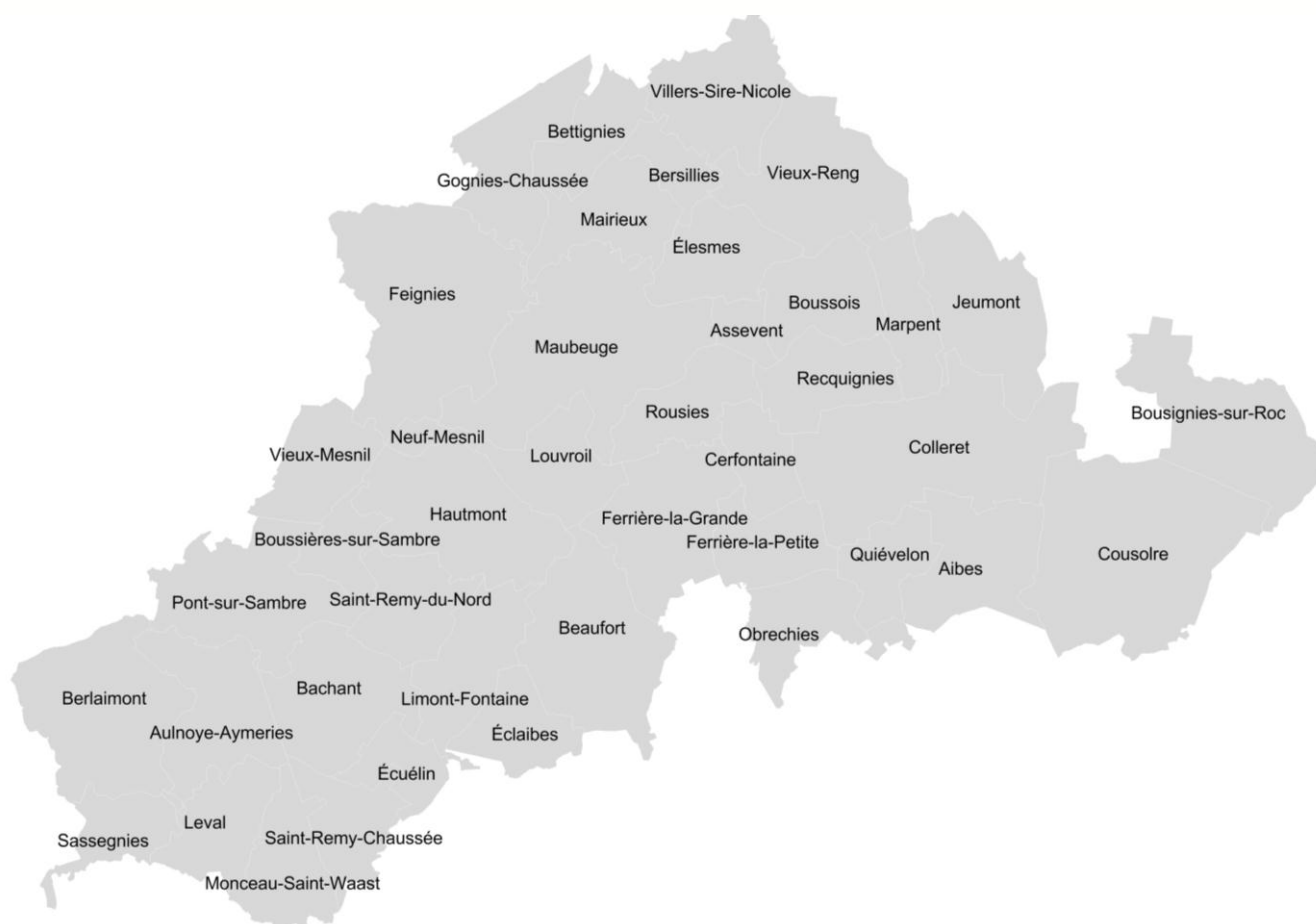 Villers-Sire-Nicole
Bettignies
Vieux-Reng
Bersillies
Gognies-Chaussée
Mairieux
Élesmes
Feignies
Boussois
Jeumont
Marpent
Assevent
Maubeuge
Recquignies
Rousies
Bousignies-sur-Roc
Neuf-Mesnil
Colleret
Vieux-Mesnil
Louvroil
Cerfontaine
Hautmont
Ferrière-la-Grande
Boussières-sur-Sambre
Ferrière-la-Petite
Quiévelon
Cousolre
Aibes
Saint-Remy-du-Nord
Pont-sur-Sambre
Beaufort
Obrechies
Bachant
Berlaimont
Limont-Fontaine
Aulnoye-Aymeries
Éclaibes
Écuélin
Leval
Saint-Remy-Chaussée
Sassegnies
Monceau-Saint-Waast